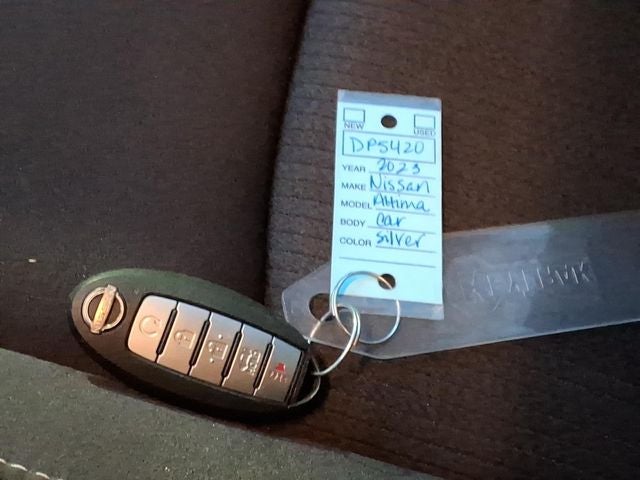 NEW USED
DP5420
YEAR 2023
MAKE Nissan
MODEL Altima
BODY Car
COLOR silver